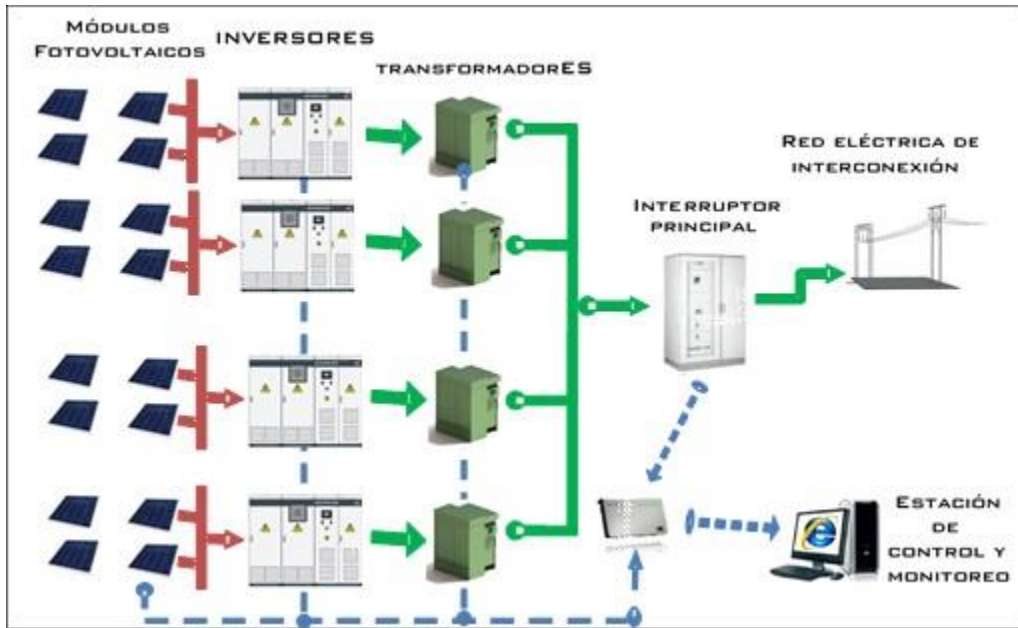 MÓDULOS
FOTOVOLTAICOS
INVERSORES
TRANSFORMADORES
RED ELÉCTRICA DE
INTERCONEXIÓN
INTERRUPTOR
PRINCIPAL
ESTACIÓN
DE
CONTROL Y
MONITOREO